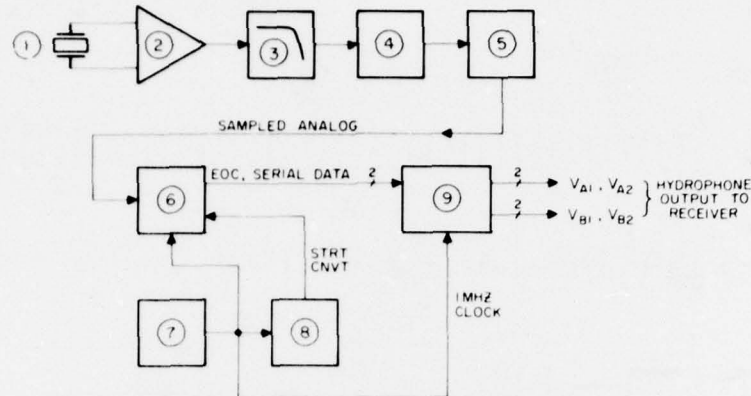 1
2
3
4
5
SAMPLED ANALOG
6
EOC, SERIAL DATA 2
9
2
V_A1, V_A2
2
V_B1, V_B2
HYDROPHONE
OUTPUT TO
RECEIVER
STRT
CNVT
7
8
1MHZ
CLOCK